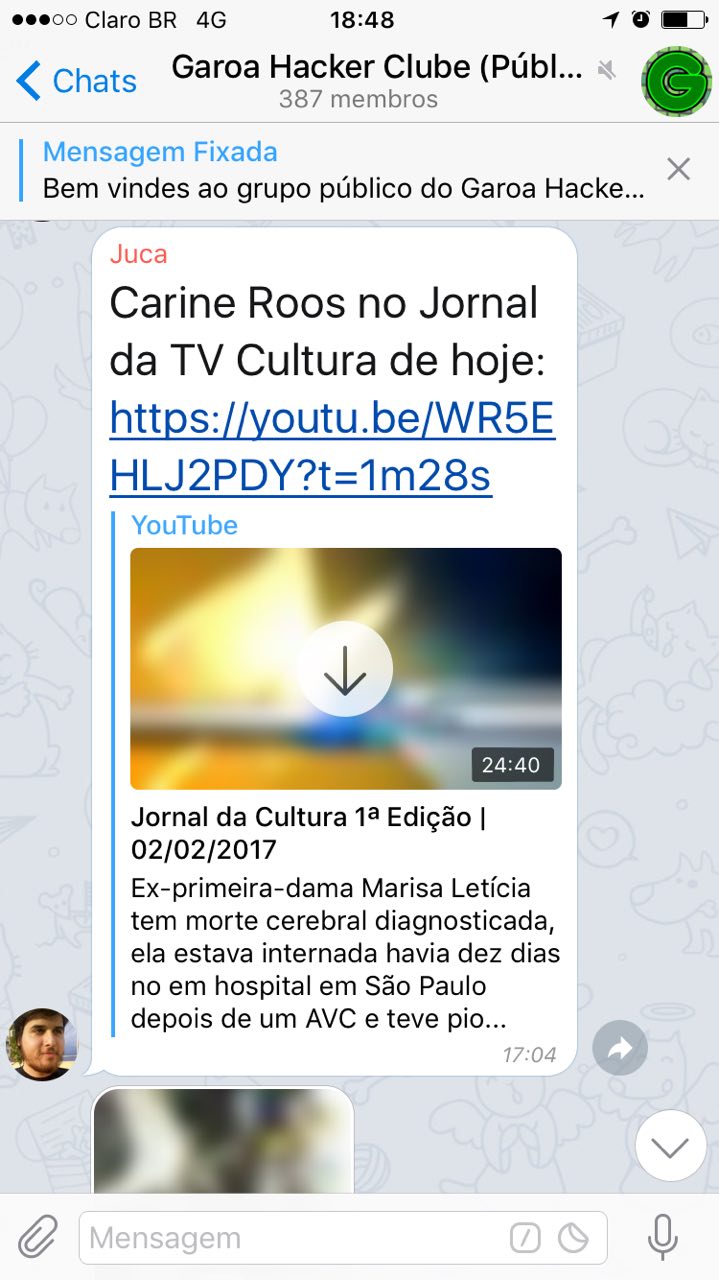 Claro BR 4G 18:48
Chats
Garoa Hacker Clube (Públ...
387 membros
Mensagem Fixada
Bem vindes ao grupo público do Garoa Hacke...
Juca
Carine Roos no Jornal
da TV Cultura de hoje:
https://youtu.be/WR5E
HLJ2PDY?t=1m28s
YouTube
24:40
Jornal da Cultura 1ª Edição |
02/02/2017
Ex-primeira-dama Marisa Letícia
tem morte cerebral diagnosticada,
ela estava internada havia dez dias
no em hospital em São Paulo
depois de um AVC e teve pio...
17:04
Mensagem